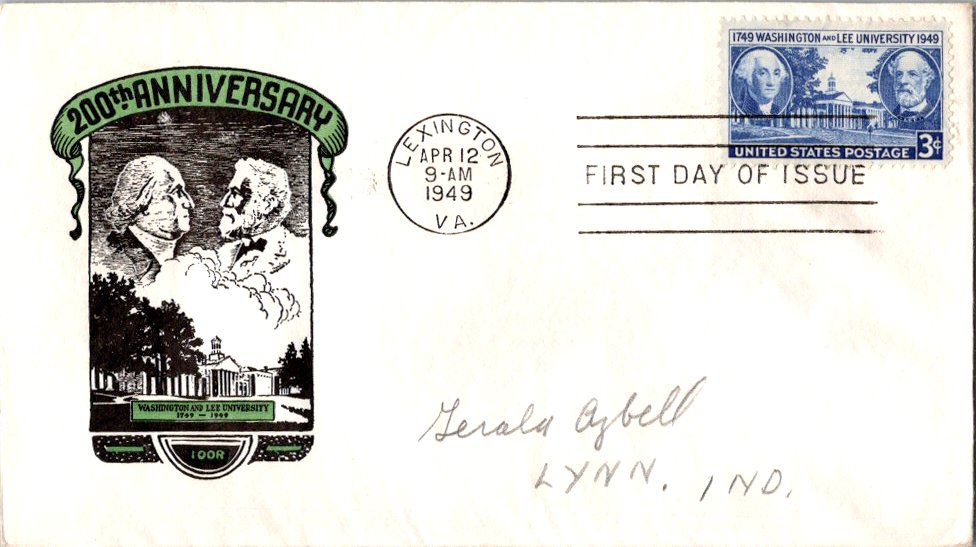 200th ANNIVERSARY
WASHINGTON AND LEE UNIVERSITY
1749 — 1949
IOOR
LEXINGTON
APR 12
9-AM
1949
VA.
1749 WASHINGTON AND LEE UNIVERSITY 1949
UNITED STATES POSTAGE 3¢
FIRST DAY OF ISSUE
Gerald Azbell
LYNN, IND.